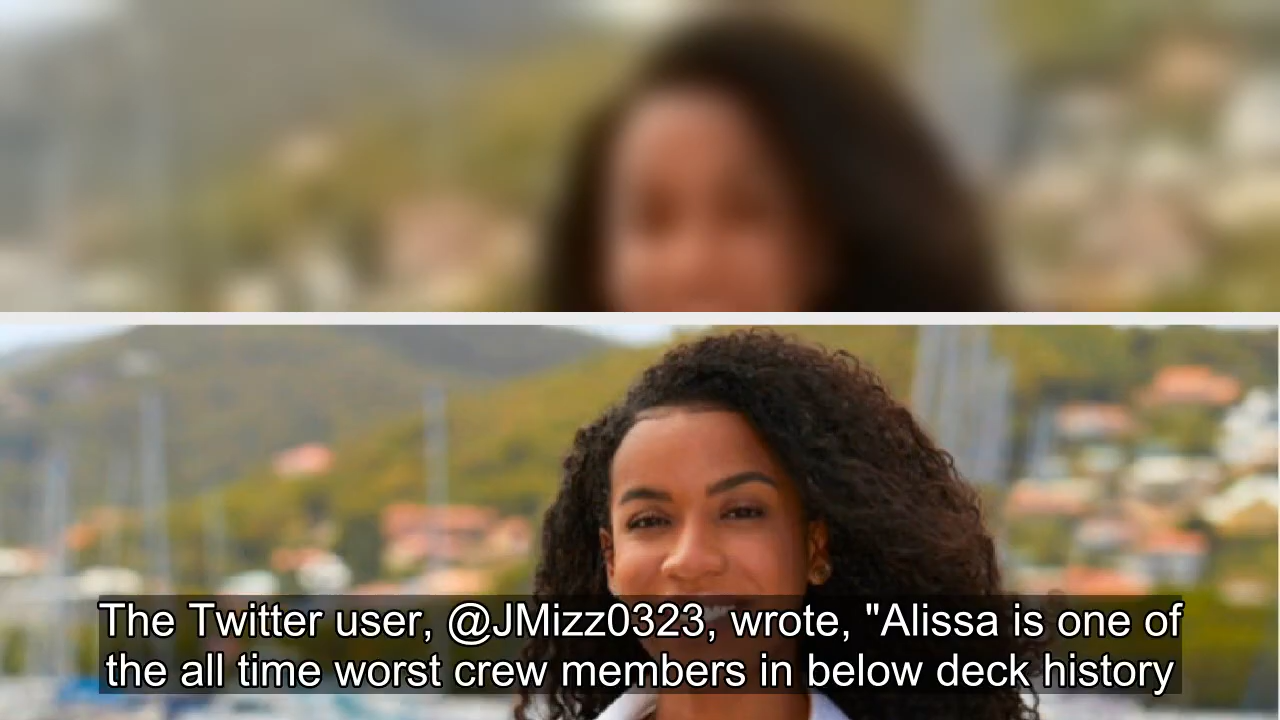 The Twitter user, @JMizz0323, wrote, "Alissa is one of
the all time worst crew members in below deck history